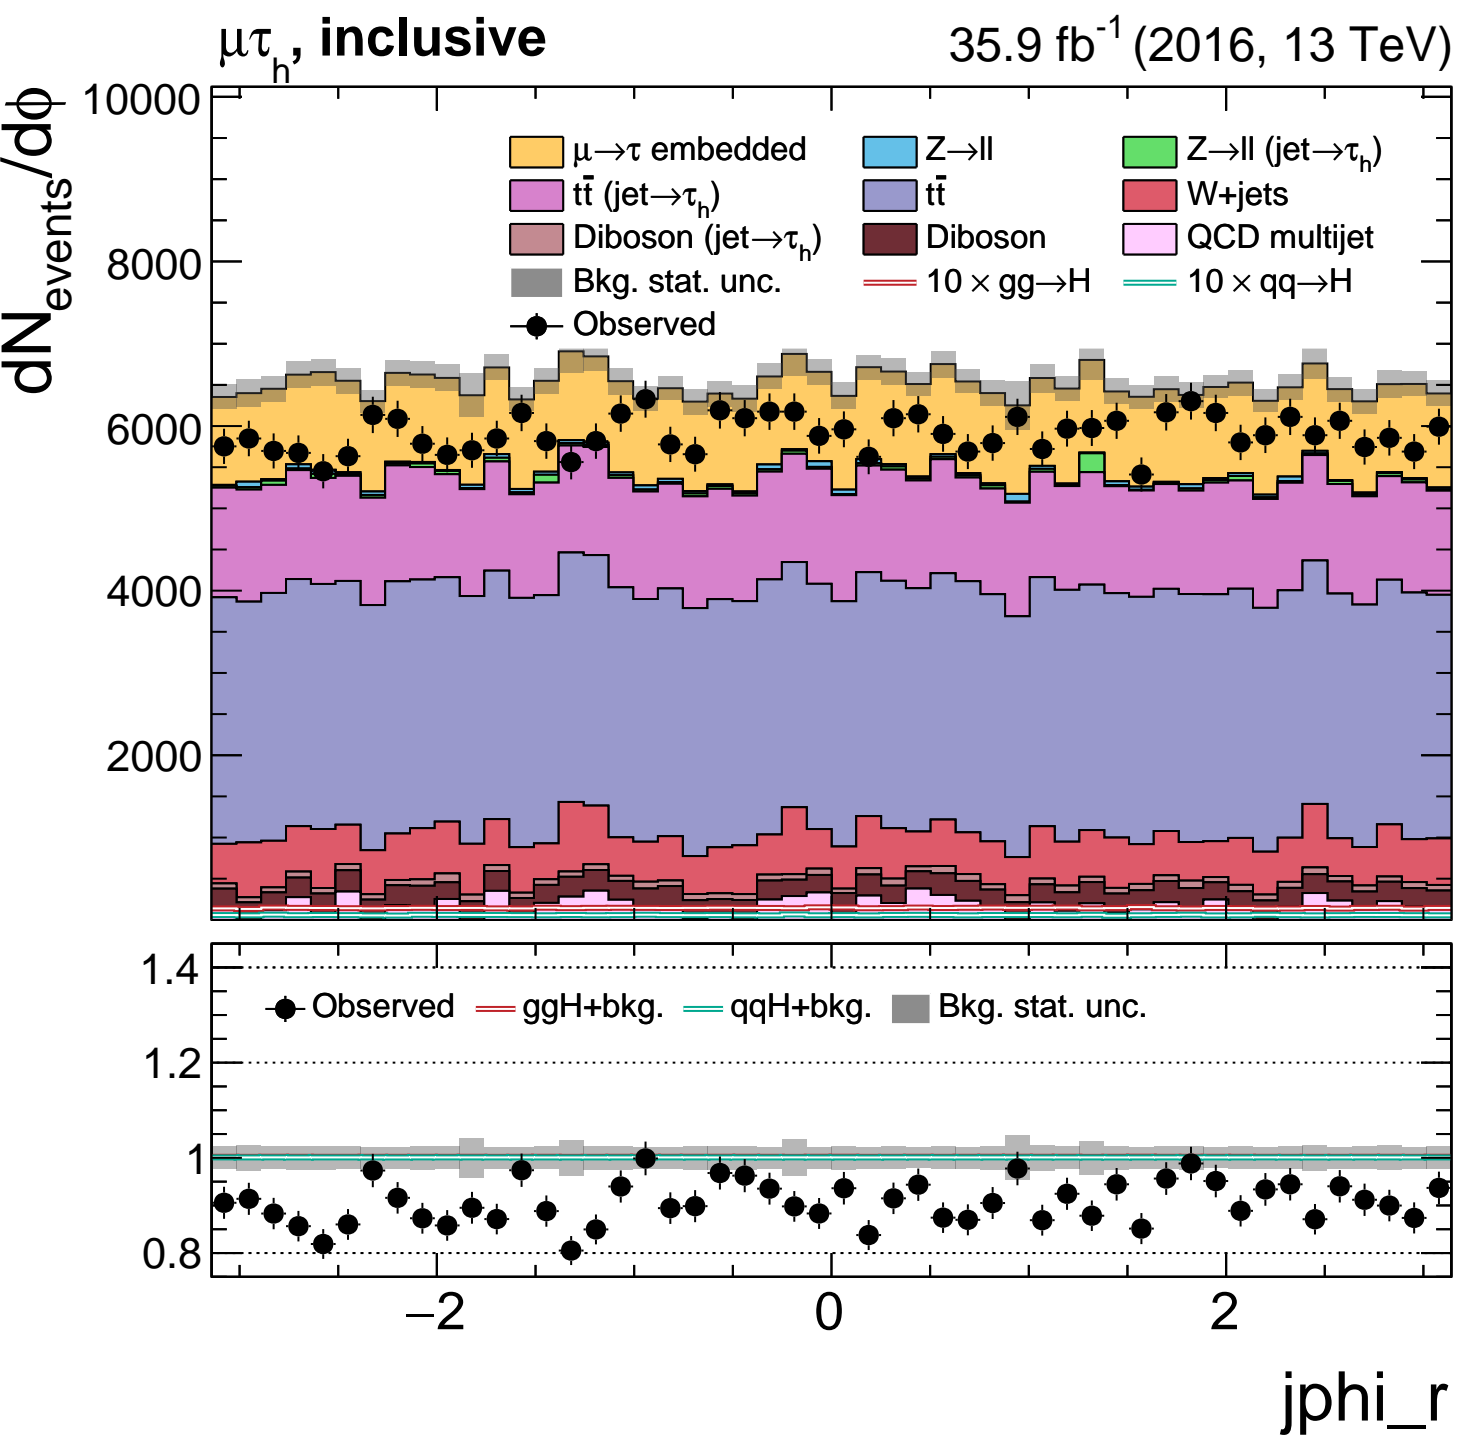 μτh, inclusive 35.9 fb-1 (2016, 13 TeV)
dNevents/dϕ
10000
8000
6000
4000
2000
μ→τ embedded Z→ll Z→ll (jet→τh)
tt̄ (jet→τh) tt̄ W+jets
Diboson (jet→τh) Diboson QCD multijet
Bkg. stat. unc. 10 × gg→H 10 × qq→H
Observed
1.4
1.2
1
0.8
Observed ggH+bkg. qqH+bkg. Bkg. stat. unc.
−2 0 2
jphi_r